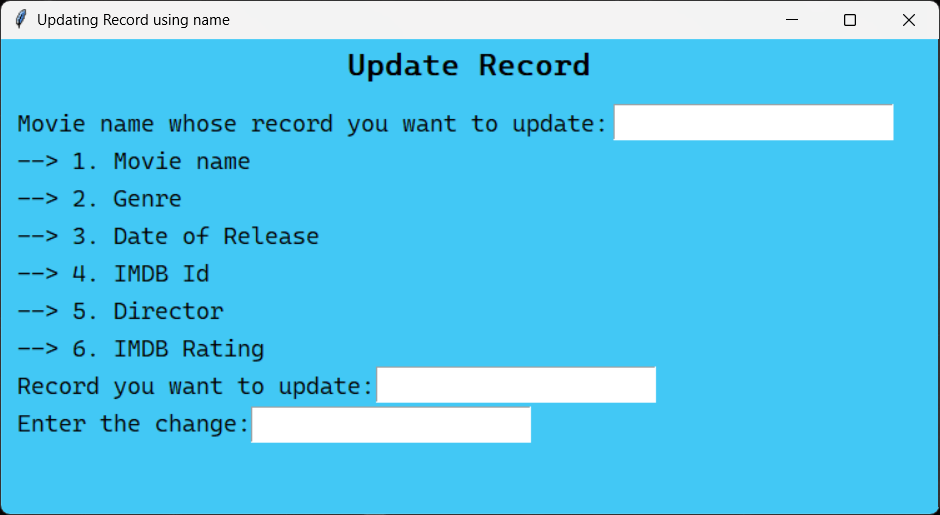 Updating Record using name
Update Record
Movie name whose record you want to update:
--> 1. Movie name
--> 2. Genre
--> 3. Date of Release
--> 4. IMDB Id
--> 5. Director
--> 6. IMDB Rating
Record you want to update:
Enter the change: